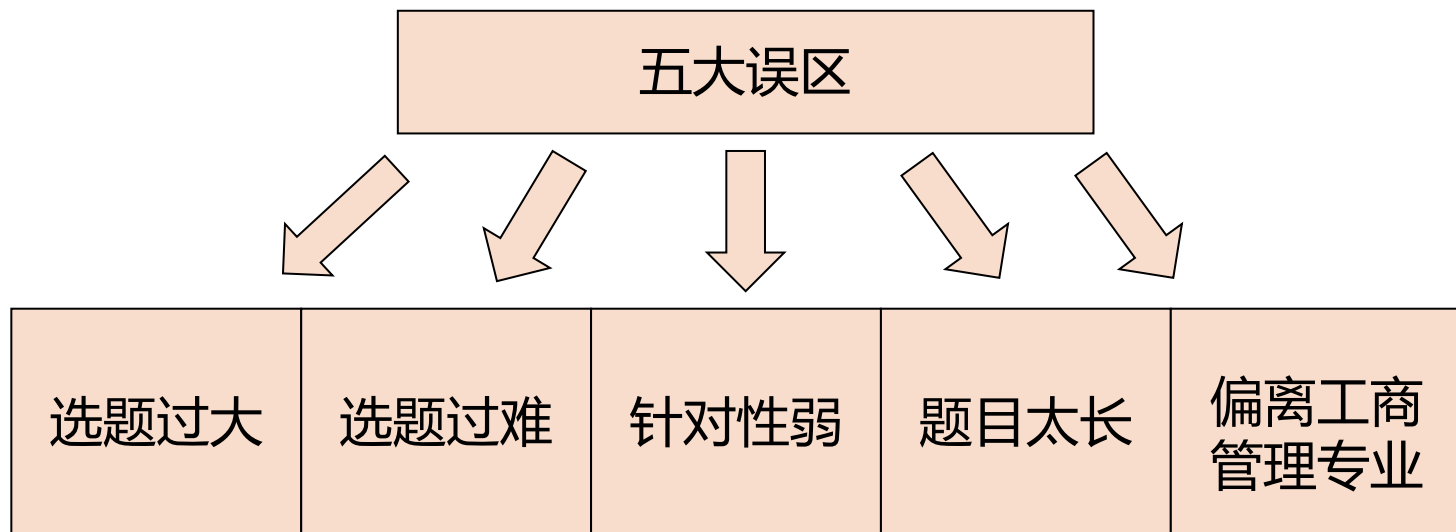 五大误区
选题过大
选题过难
针对性弱
题目太长
偏离工商
管理专业